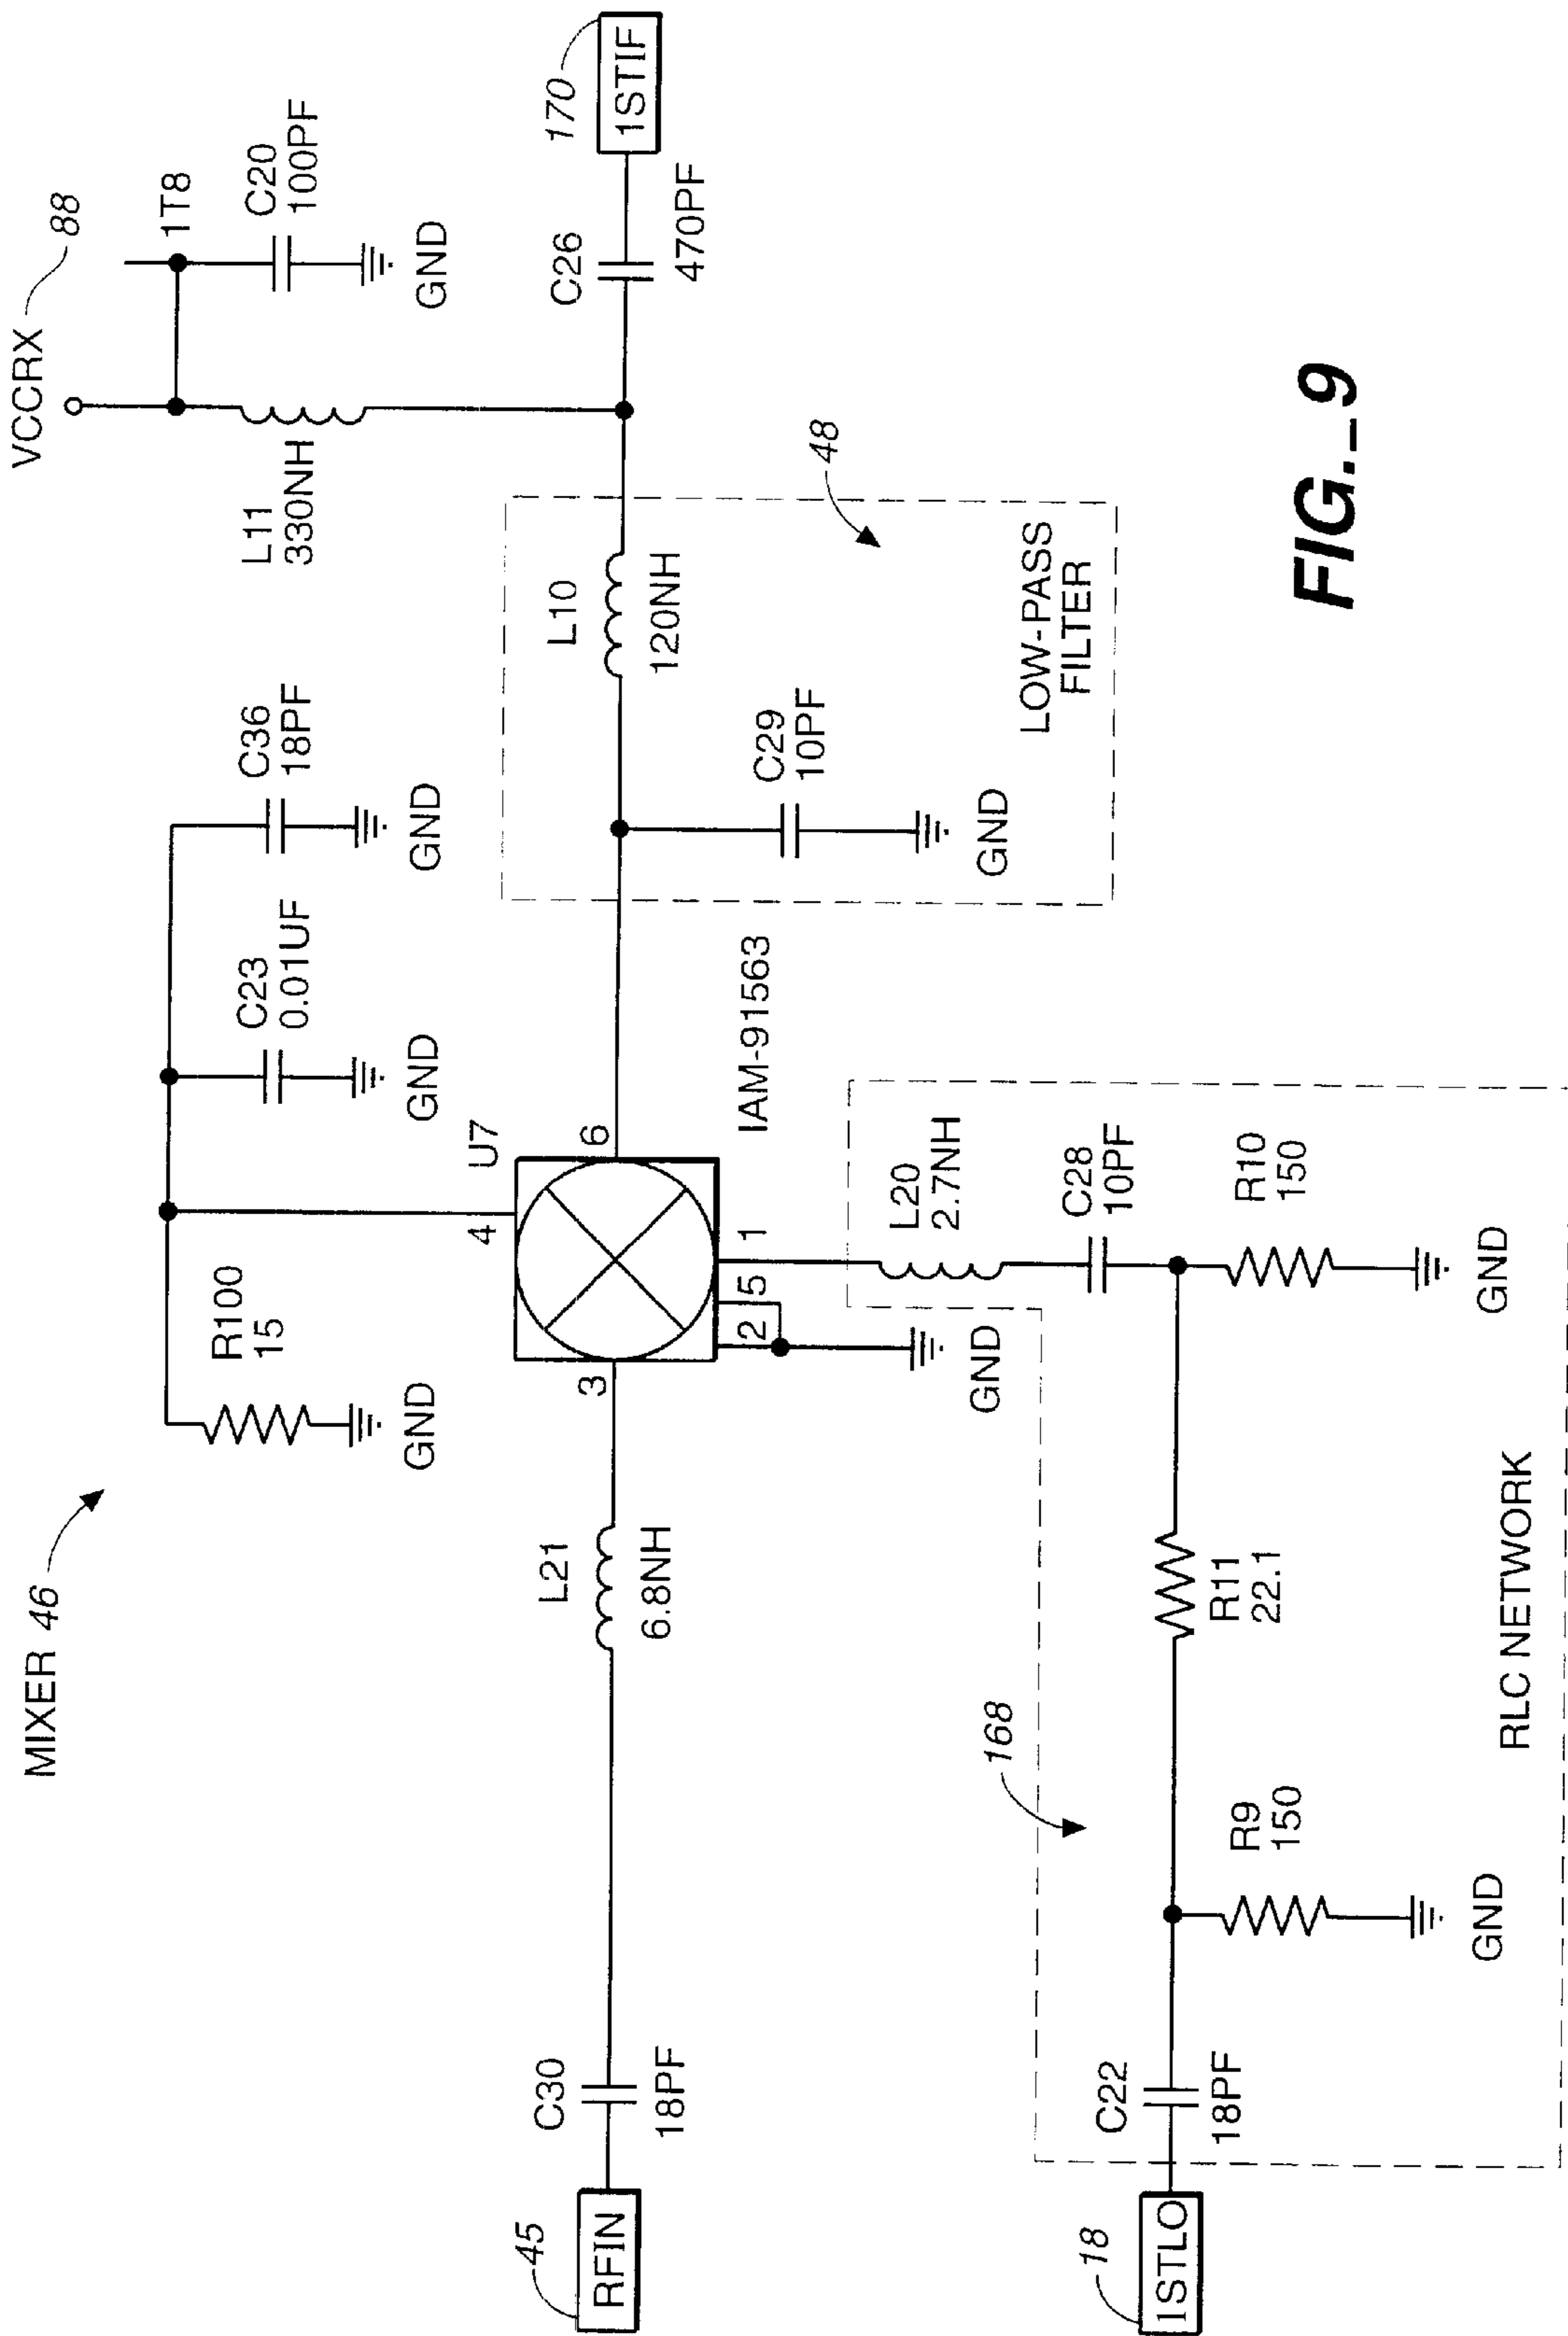 MIXER 46
VCCRX 88
1T8
C20
100PF
GND
L11
330NH
R100
15
GND
C23
0.01UF
GND
C36
18PF
GND
45
RFIN
C30
18PF
L21
6.8NH
3
4
U7
6
2
5
1
GND
IAM-91563
L10
120NH
C29
10PF
GND
LOW-PASS
FILTER
48
C26
470PF
170
1STIF
18
1STLO
C22
18PF
168
R9
150
GND
R11
22.1
L20
2.7NH
C28
10PF
R10
150
GND
RLC NETWORK
FIG._9